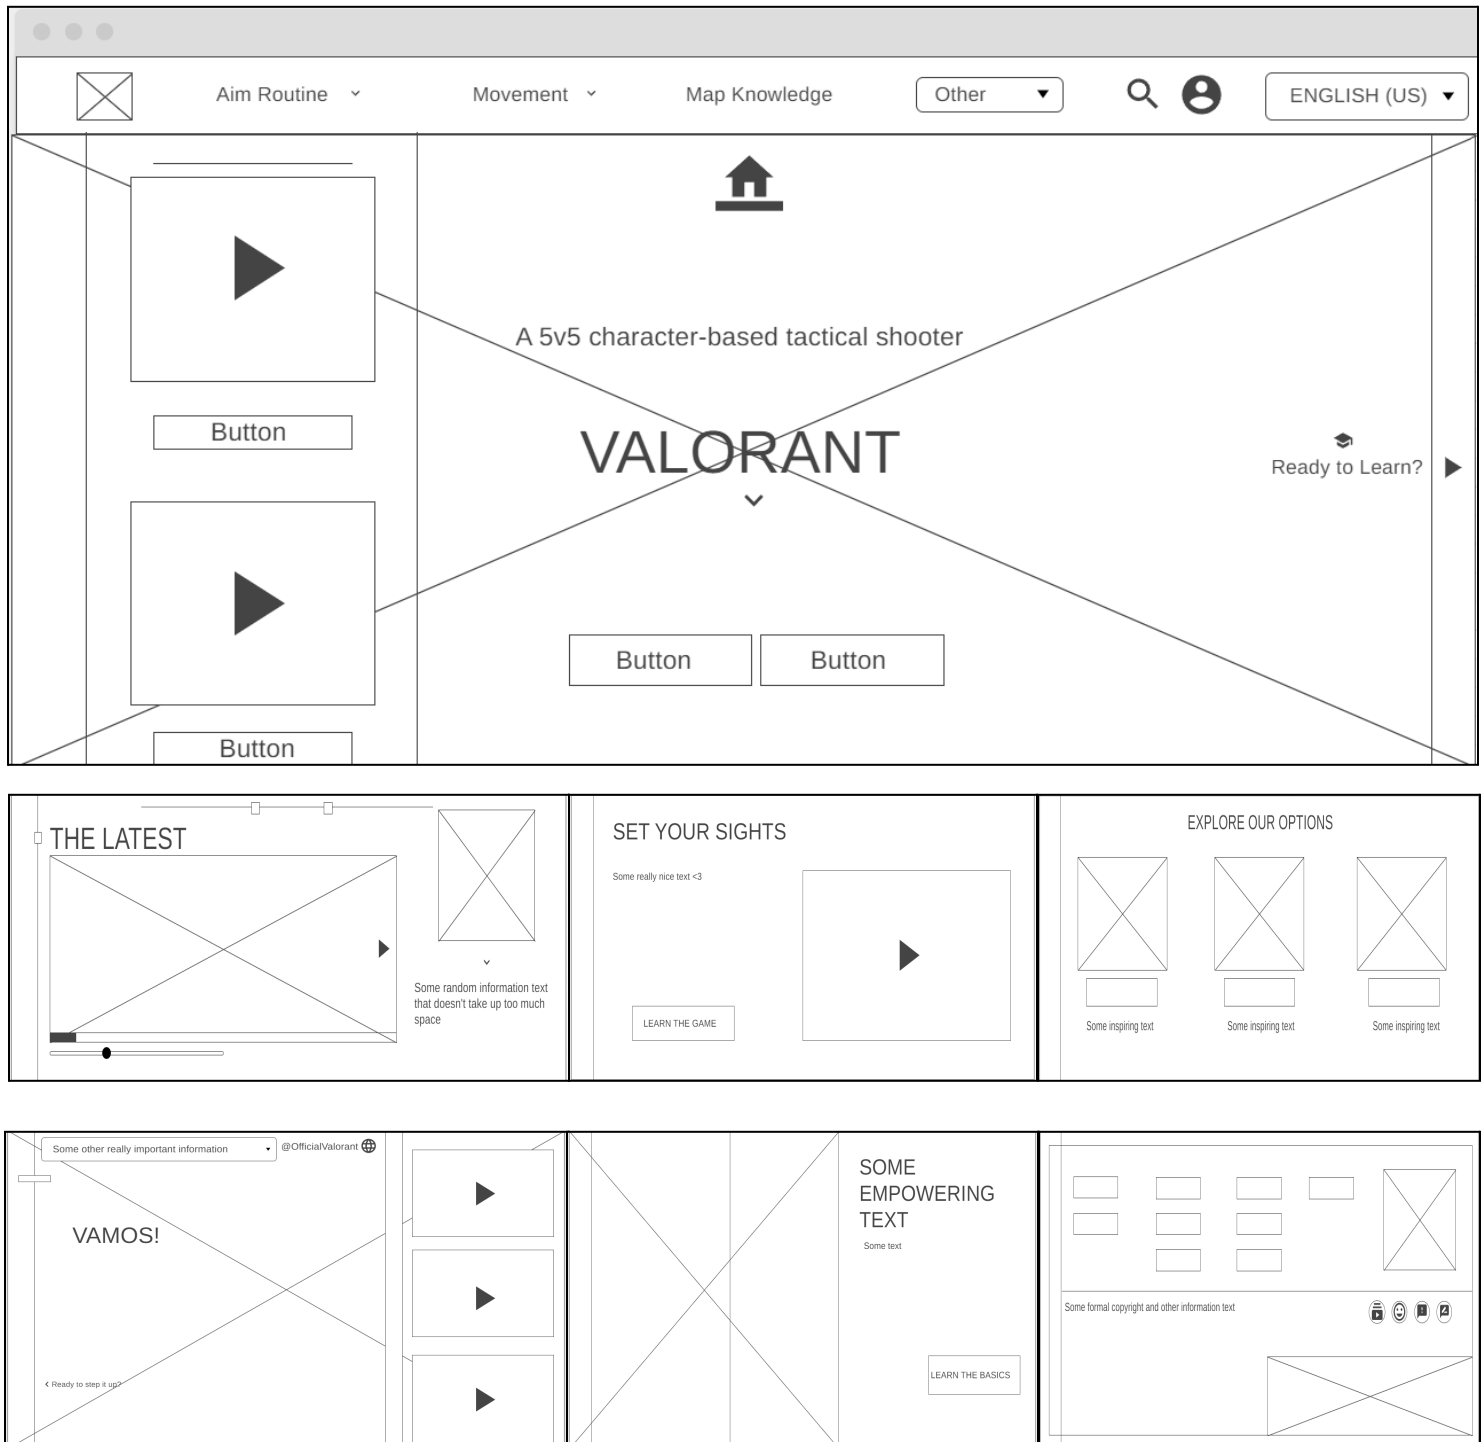 Aim Routine
Movement
Map Knowledge
Other
ENGLISH (US)
A 5v5 character-based tactical shooter
VALORANT
Ready to Learn?
Button
Button
Button
Button
THE LATEST
Some random information text
that doesn't take up too much
space
SET YOUR SIGHTS
Some really nice text <3
LEARN THE GAME
EXPLORE OUR OPTIONS
Some inspiring text
Some inspiring text
Some inspiring text
Some other really important information
@OfficialValorant
VAMOS!
Ready to step it up?
SOME
EMPOWERING
TEXT
Some text
LEARN THE BASICS
Some formal copyright and other information text